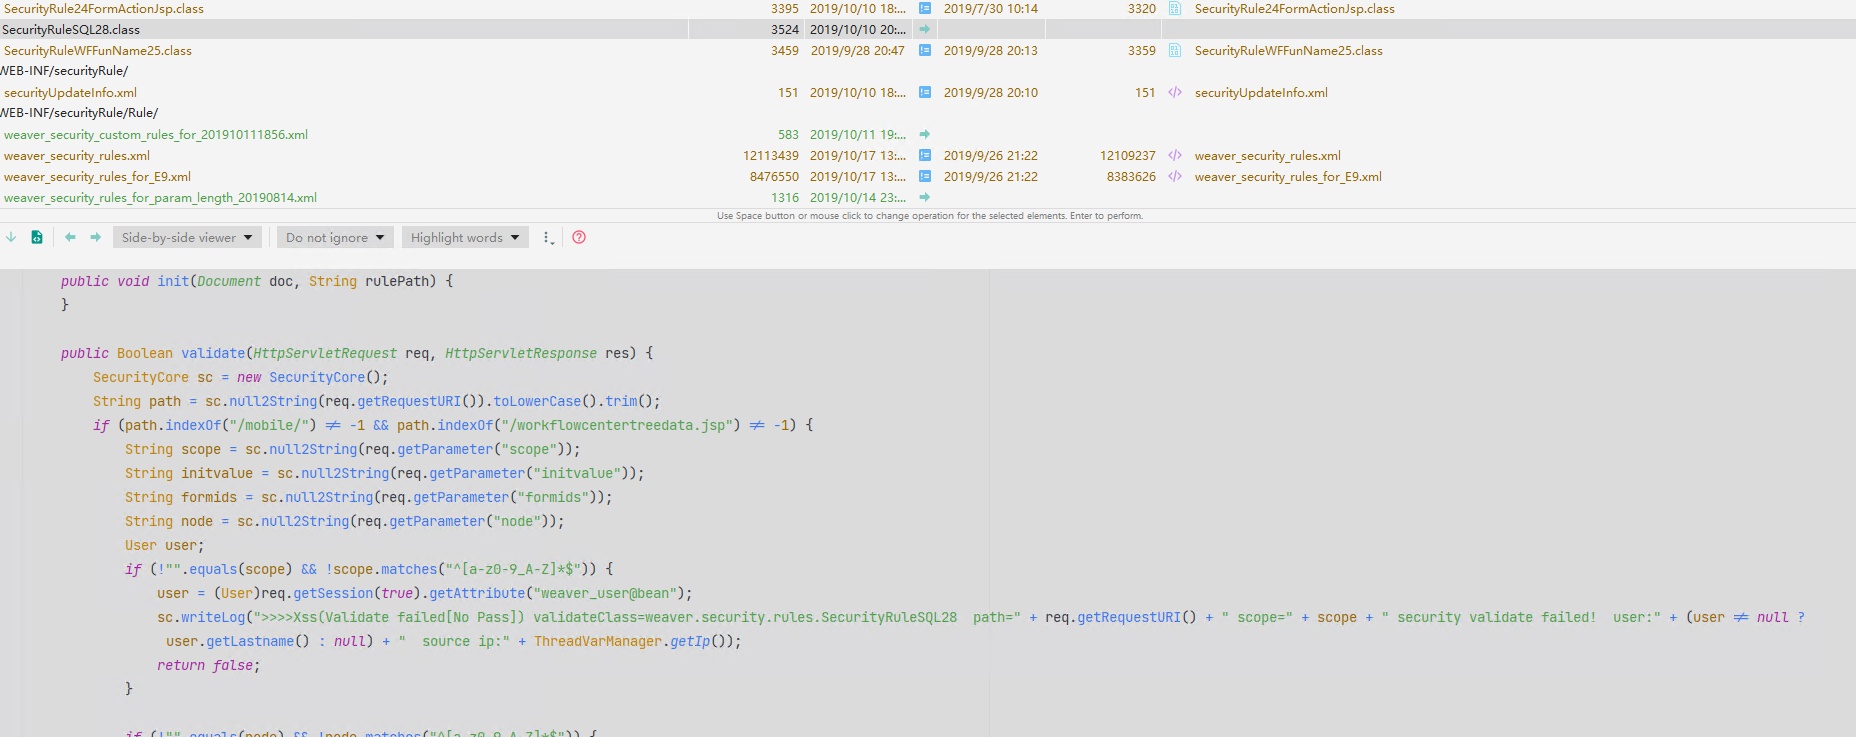 SecurityRule24FormActionJsp.class 3395 2019/10/10 18:... 2019/7/30 10:14 3320 SecurityRule24FormActionJsp.class
SecurityRuleSQL28.class 3524 2019/10/10 20:...
SecurityRuleWFFunName25.class 3459 2019/9/28 20:47 2019/9/28 20:13 3359 SecurityRuleWFFunName25.class
WEB-INF/securityRule/
securityUpdateInfo.xml 151 2019/10/10 18:... 2019/9/28 20:10 151 securityUpdateInfo.xml
WEB-INF/securityRule/Rule/
weaver_security_custom_rules_for_201910111856.xml 583 2019/10/11 19:...
weaver_security_rules.xml 12113439 2019/10/17 13:... 2019/9/26 21:22 12109237 weaver_security_rules.xml
weaver_security_rules_for_E9.xml 8476550 2019/10/17 13:... 2019/9/26 21:22 8383626 weaver_security_rules_for_E9.xml
weaver_security_rules_for_param_length_20190814.xml 1316 2019/10/14 23:...
Use Space button or mouse click to change operation for the selected elements. Enter to perform.
Side-by-side viewer Do not ignore Highlight words
public void init(Document doc, String rulePath) {
}
public Boolean validate(HttpServletRequest req, HttpServletResponse res) {
SecurityCore sc = new SecurityCore();
String path = sc.null2String(req.getRequestURI()).toLowerCase().trim();
if (path.indexOf("/mobile/") ≠ -1 && path.indexOf("/workflowcentertreedata.jsp") ≠ -1) {
String scope = sc.null2String(req.getParameter("scope"));
String initvalue = sc.null2String(req.getParameter("initvalue"));
String formids = sc.null2String(req.getParameter("formids"));
String node = sc.null2String(req.getParameter("node"));
User user;
if (!"".equals(scope) && !scope.matches("^[a-z0-9_A-Z]*$")) {
user = (User)req.getSession(true).getAttribute("weaver_user@bean");
sc.writeLog(">>>>Xss(Validate failed[No Pass]) validateClass=weaver.security.rules.SecurityRuleSQL28  path=" + req.getRequestURI() + " scope=" + scope + " security validate failed!  user:" + (user ≠ null ?
user.getLastname() : null) + "  source ip:" + ThreadVarManager.getIp());
return false;
}
if (!"".equals(node) && !node.matches("^[a-z0-9_A-Z]*$")) {